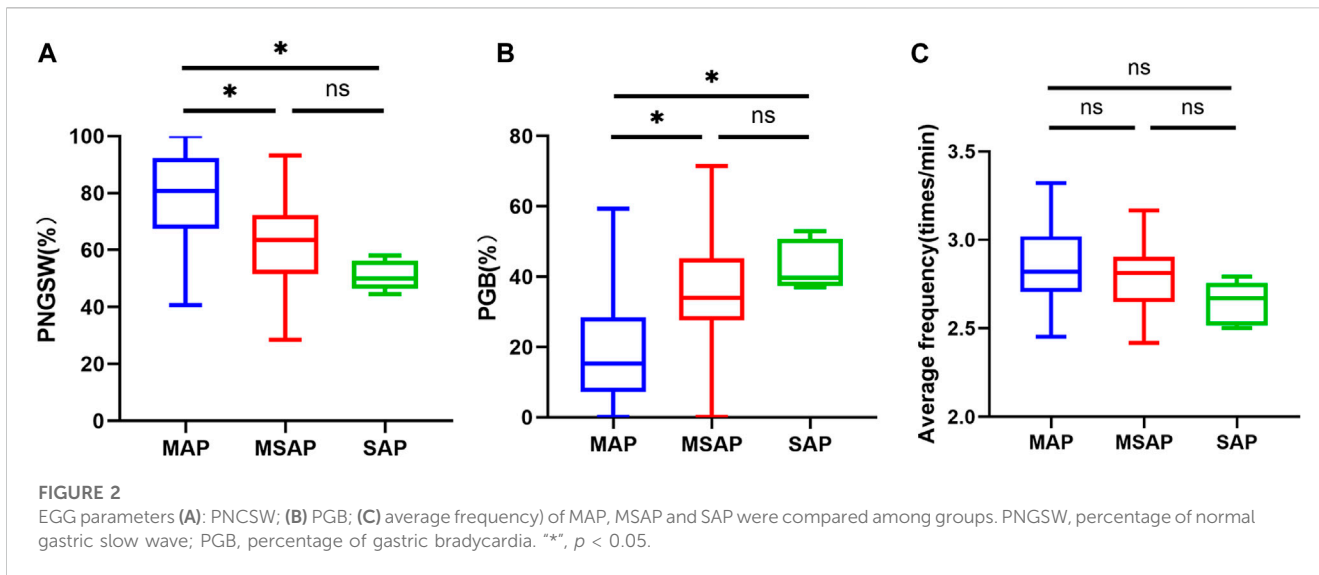 A
*
*
ns
PNGSW(%)
100
80
60
40
20
0
MAP MSAP SAP
B
*
*
ns
PGB(%)
80
60
40
20
0
MAP MSAP SAP
C
ns
ns
ns
Average frequency(times/min)
3.5
3.0
2.5
2.0
MAP MSAP SAP
FIGURE 2
EGG parameters (A): PNCSW; (B) PGB; (C) average frequency) of MAP, MSAP and SAP were compared among groups. PNGSW, percentage of normal
gastric slow wave; PGB, percentage of gastric bradycardia. “*”, p < 0.05.